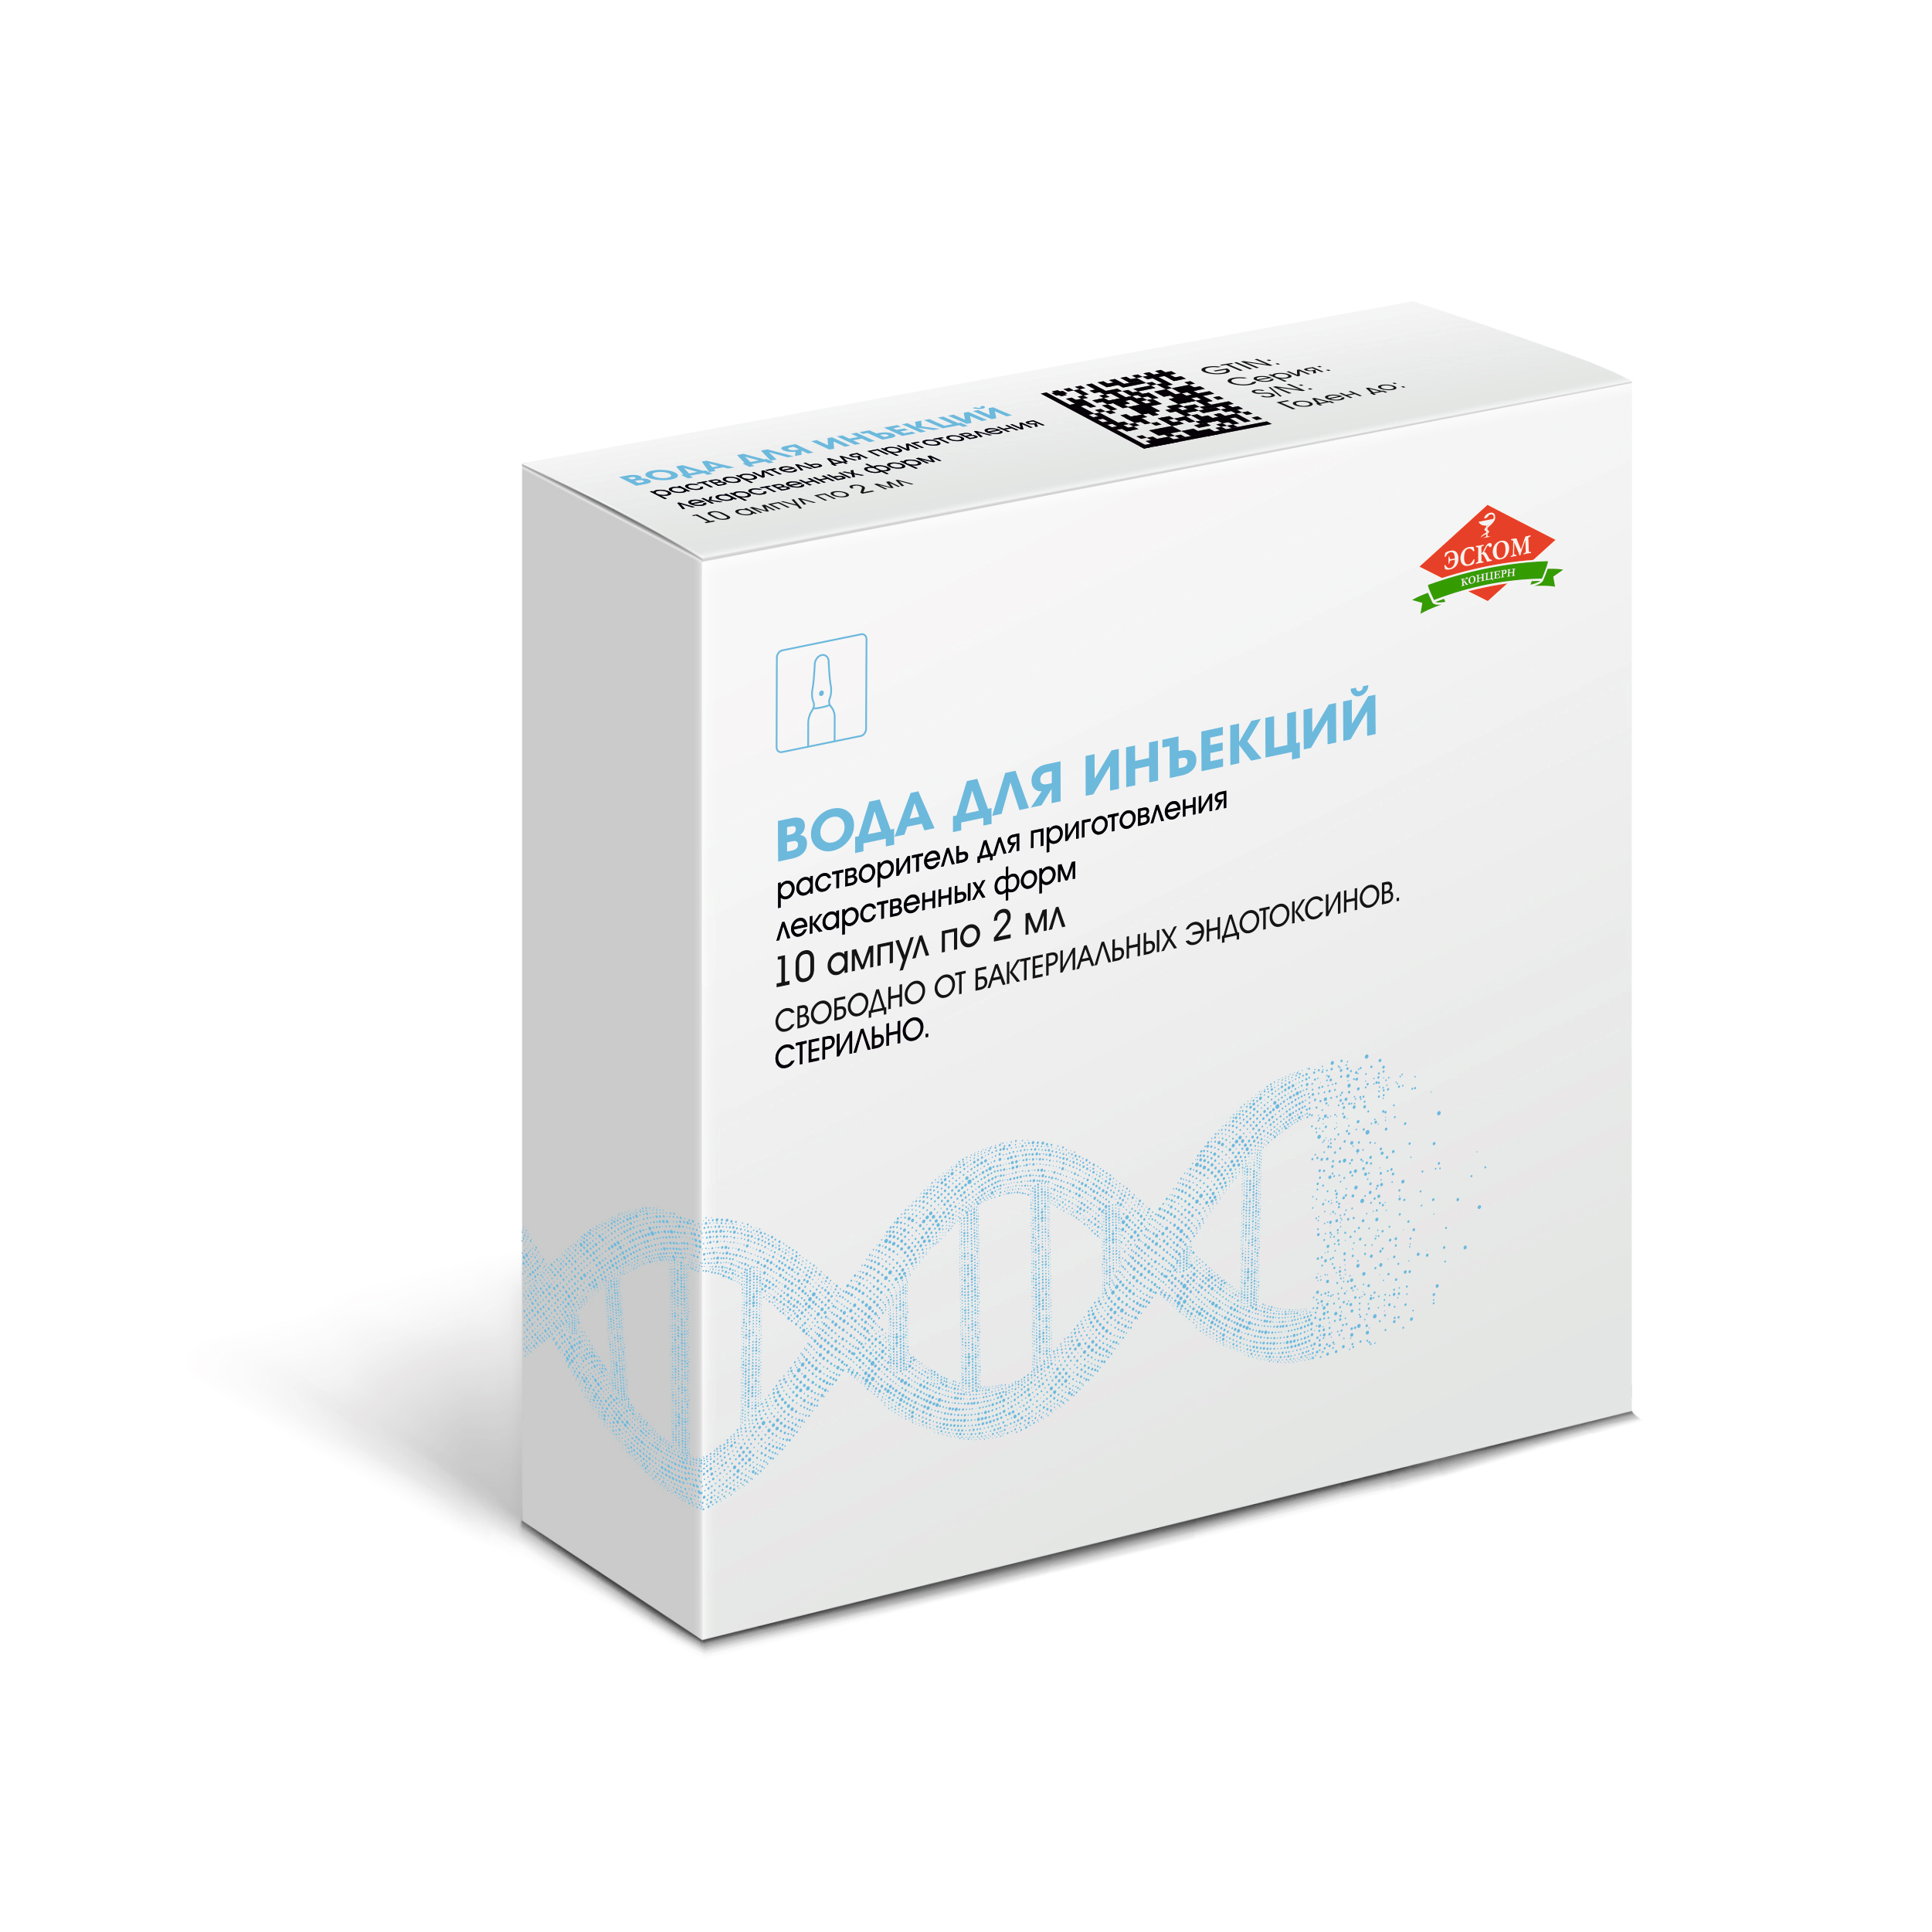 ВОДА ДЛЯ ИНЪЕКЦИЙ
растворитель для приготовления
лекарственных форм
10 ампул по 2 мл
GTIN:
Серия:
S/N:
Годен до:
ЭСКОМ
КОНЦЕРН
ВОДА ДЛЯ ИНЪЕКЦИЙ
растворитель для приготовления
лекарственных форм
10 ампул по 2 мл
СВОБОДНО ОТ БАКТЕРИАЛЬНЫХ ЭНДОТОКСИНОВ.
СТЕРИЛЬНО.